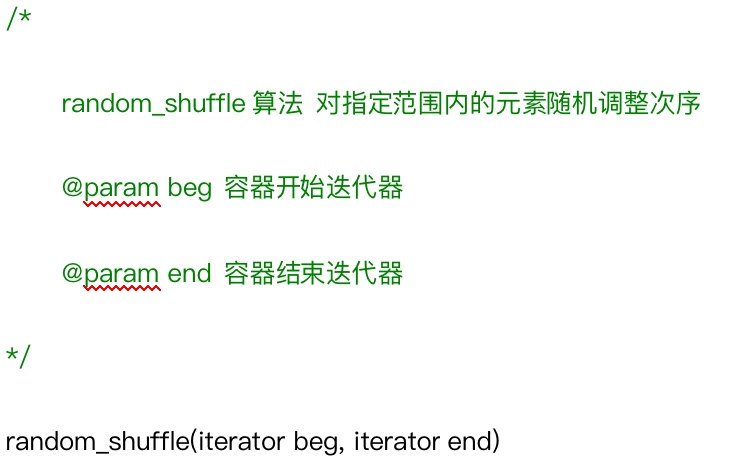 /*
random_shuffle 算法 对指定范围内的元素随机调整次序
@param beg 容器开始迭代器
@param end 容器结束迭代器
*/
random_shuffle(iterator beg, iterator end)